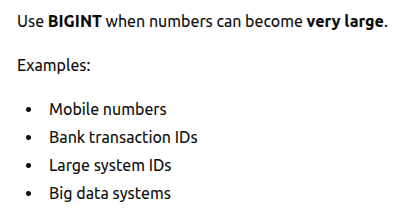 Use BIGINT when numbers can become very large.
Examples:
• Mobile numbers
• Bank transaction IDs
• Large system IDs
• Big data systems